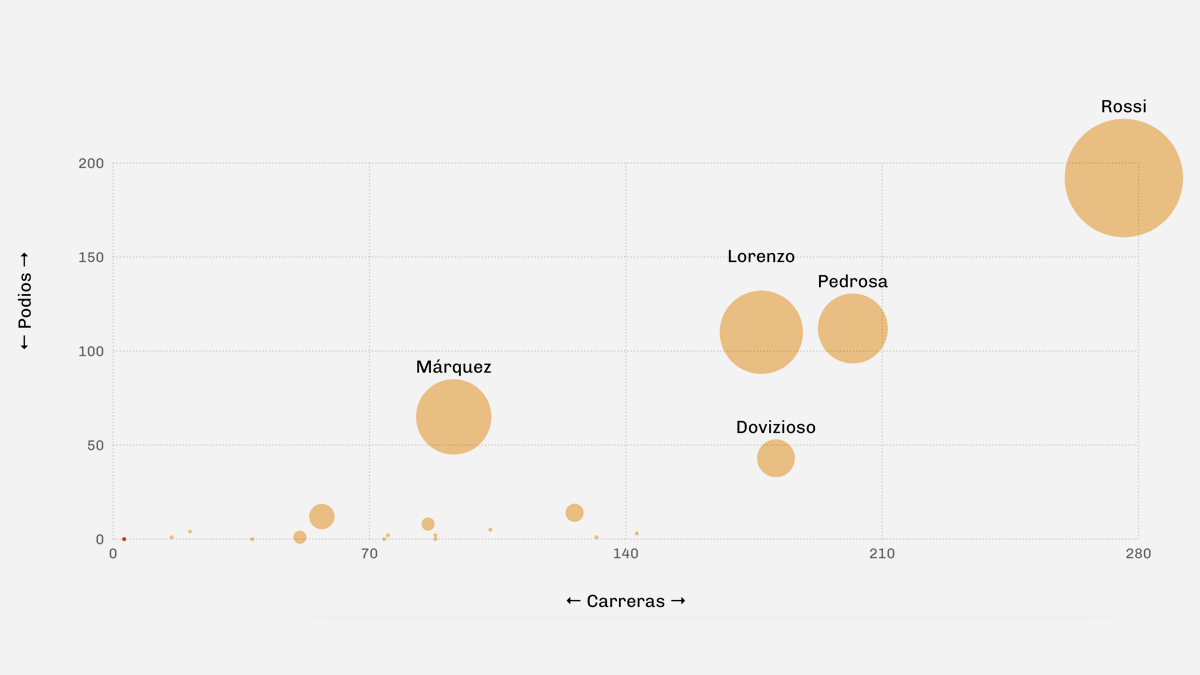 Rossi
200
← Podios →
150
Lorenzo
Pedrosa
100
Márquez
Dovizioso
50
0
0
70
140
210
280
← Carreras →